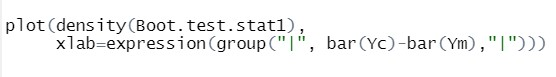 plot(density(Boot.test.stat1),
xlab=expression(group("|", bar(Yc)-bar(Ym),"|")))